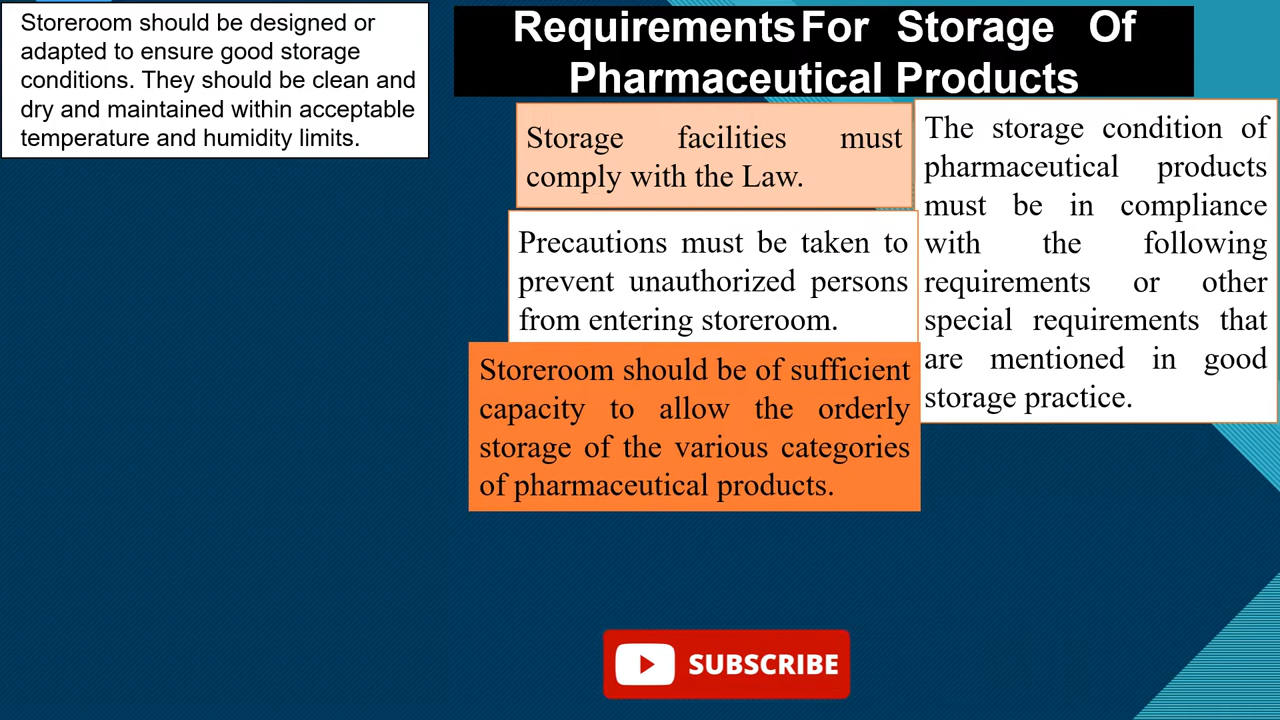 Storeroom should be designed or
adapted to ensure good storage
conditions. They should be clean and
dry and maintained within acceptable
temperature and humidity limits.
Requirements For Storage Of
Pharmaceutical Products
Storage facilities must
comply with the Law.
Precautions must be taken to
prevent unauthorized persons
from entering storeroom.
Storeroom should be of sufficient
capacity to allow the orderly
storage of the various categories
of pharmaceutical products.
The storage condition of
pharmaceutical products
must be in compliance
with the following
requirements or other
special requirements that
are mentioned in good
storage practice.
SUBSCRIBE